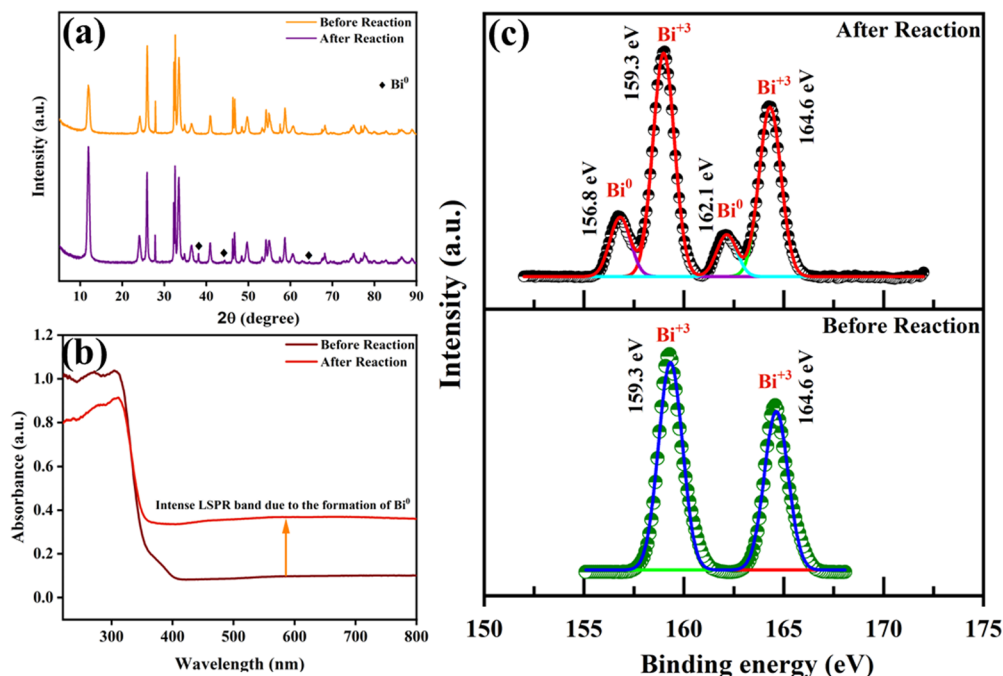 (a)
Before Reaction
After Reaction
◆ Bi⁰
Intensity (a.u.)
10 20 30 40 50 60 70 80 90
2θ (degree)
(b)
Before Reaction
After Reaction
1.2
1.0
0.8
0.6
0.4
0.2
0.0
Absorbance (a.u.)
Intense LSPR band due to the formation of Bi⁰
300 400 500 600 700 800
Wavelength (nm)
(c)
After Reaction
Bi⁺³
159.3 eV
Bi⁺³
164.6 eV
Bi⁰
156.8 eV
Bi⁰
162.1 eV
Intensity (a.u.)
Before Reaction
Bi⁺³
159.3 eV
Bi⁺³
164.6 eV
150 155 160 165 170 175
Binding energy (eV)